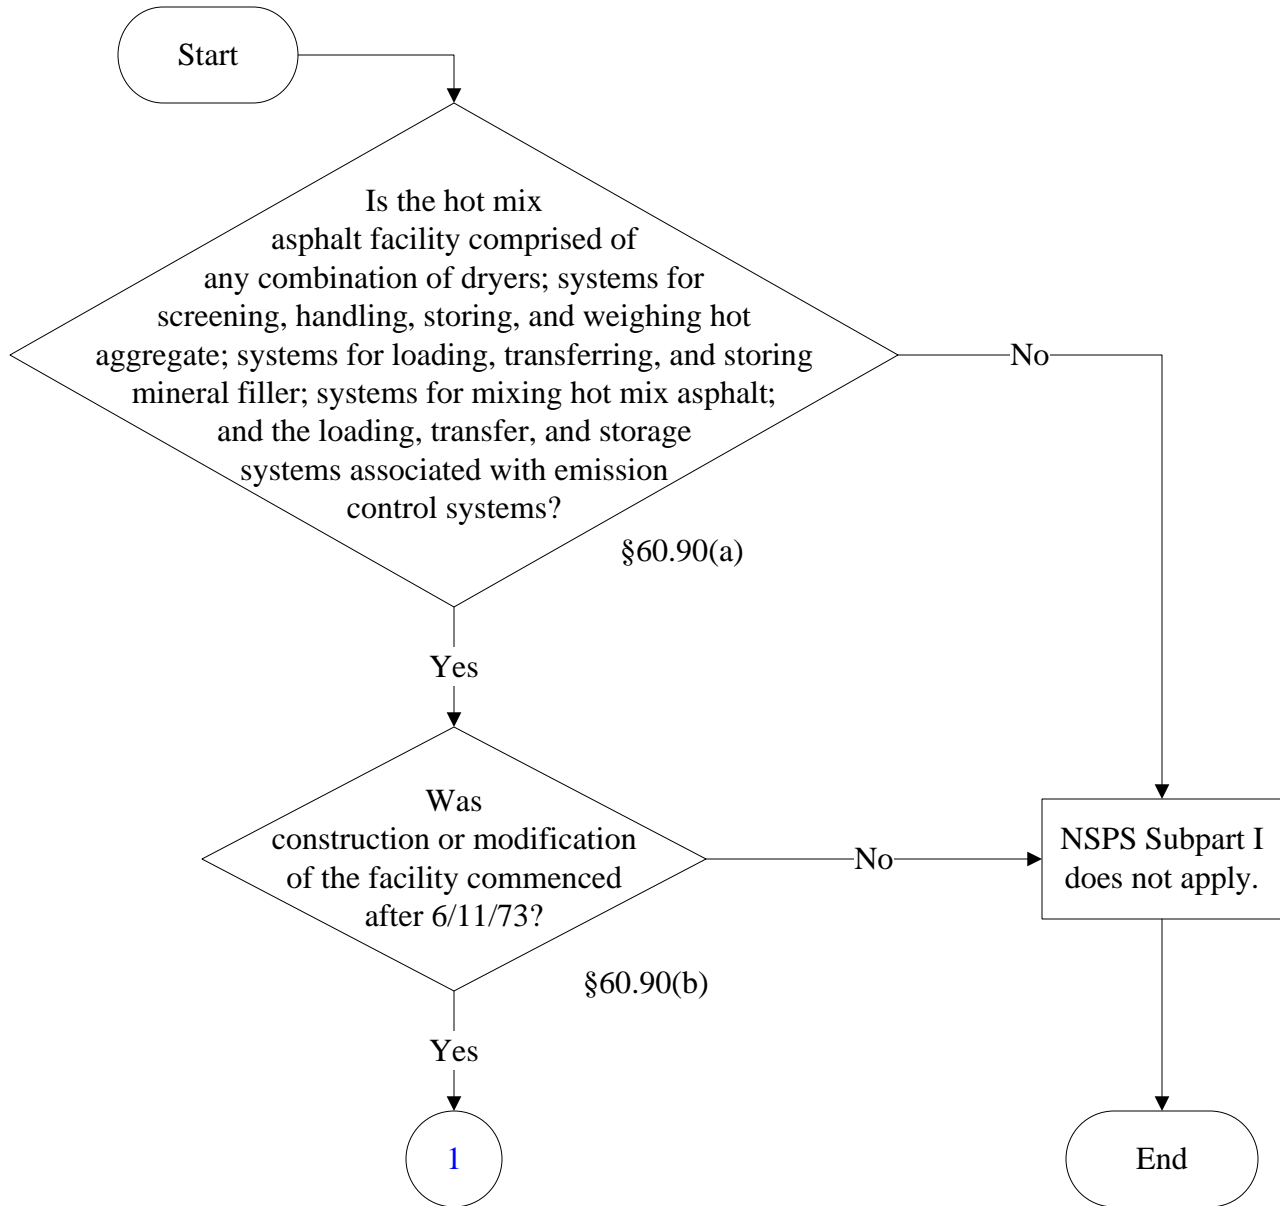 Start
Is the hot mix
asphalt facility comprised of
any combination of dryers; systems for
screening, handling, storing, and weighing hot
aggregate; systems for loading, transferring, and storing
mineral filler; systems for mixing hot mix asphalt;
and the loading, transfer, and storage
systems associated with emission
control systems?
No
§60.90(a)
Yes
Was
construction or modification
of the facility commenced
after 6/11/73?
No
NSPS Subpart I
does not apply.
§60.90(b)
Yes
1
End